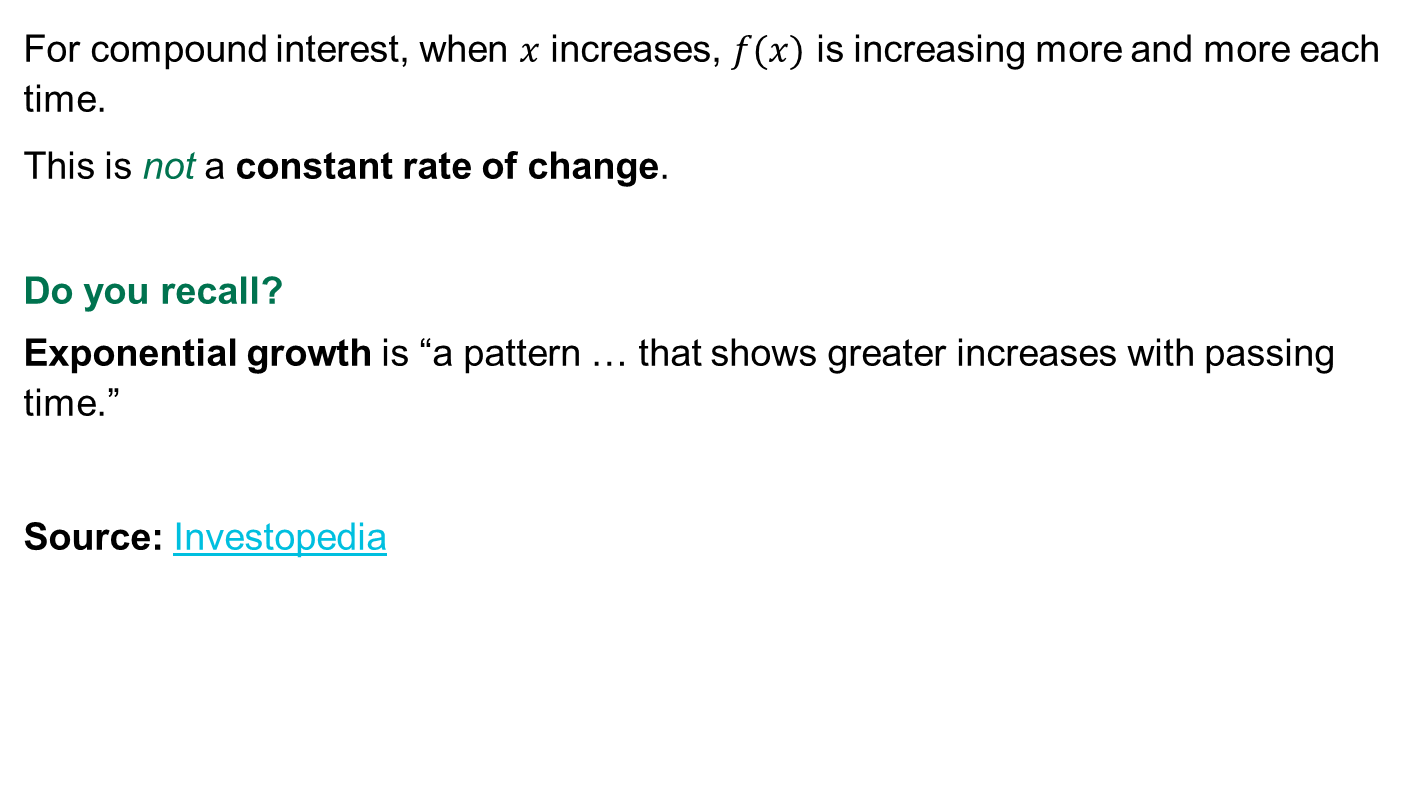 For compound interest, when 𝑥 increases, 𝑓(𝑥) is increasing more and more each
time.
This is not a constant rate of change.
Do you recall?
Exponential growth is “a pattern … that shows greater increases with passing
time.”
Source: Investopedia